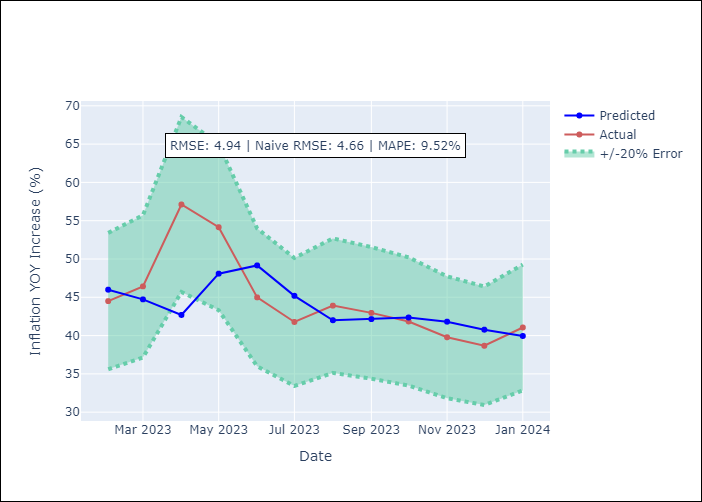 70
65
60
55
50
45
40
35
30
Inflation YOY Increase (%)
RMSE: 4.94 | Naive RMSE: 4.66 | MAPE: 9.52%
Predicted
Actual
+/-20% Error
Mar 2023 May 2023 Jul 2023 Sep 2023 Nov 2023 Jan 2024
Date